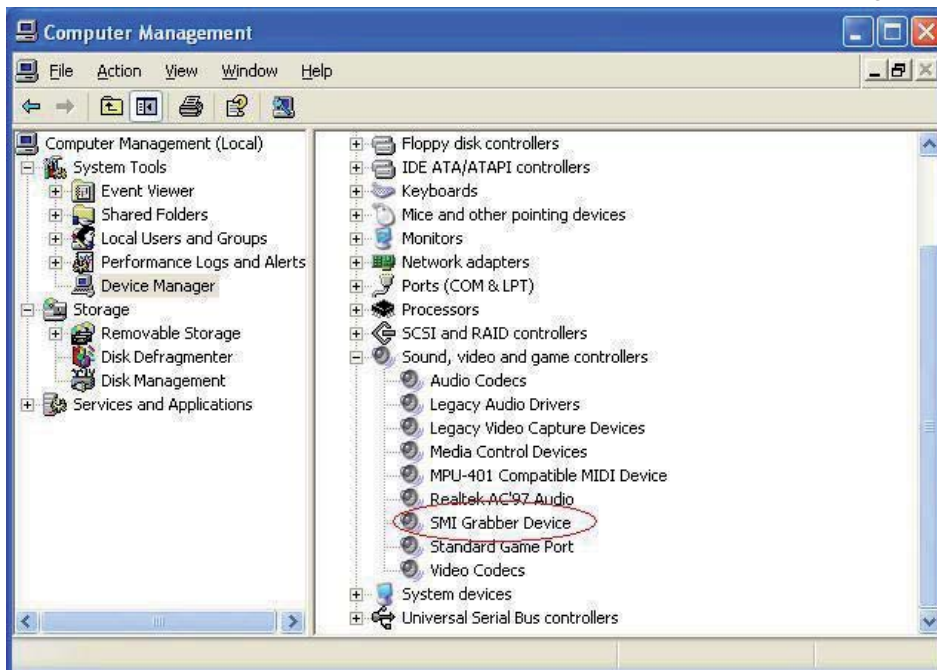 Computer Management
File Action View Window Help
Computer Management (Local)
System Tools
Event Viewer
Shared Folders
Local Users and Groups
Performance Logs and Alerts
Device Manager
Storage
Removable Storage
Disk Defragmenter
Disk Management
Services and Applications
Floppy disk controllers
IDE ATA/ATAPI controllers
Keyboards
Mice and other pointing devices
Monitors
Network adapters
Ports (COM & LPT)
Processors
SCSI and RAID controllers
Sound, video and game controllers
Audio Codecs
Legacy Audio Drivers
Legacy Video Capture Devices
Media Control Devices
MPU-401 Compatible MIDI Device
Realtek AC'97 Audio
SMI Grabber Device
Standard Game Port
Video Codecs
System devices
Universal Serial Bus controllers